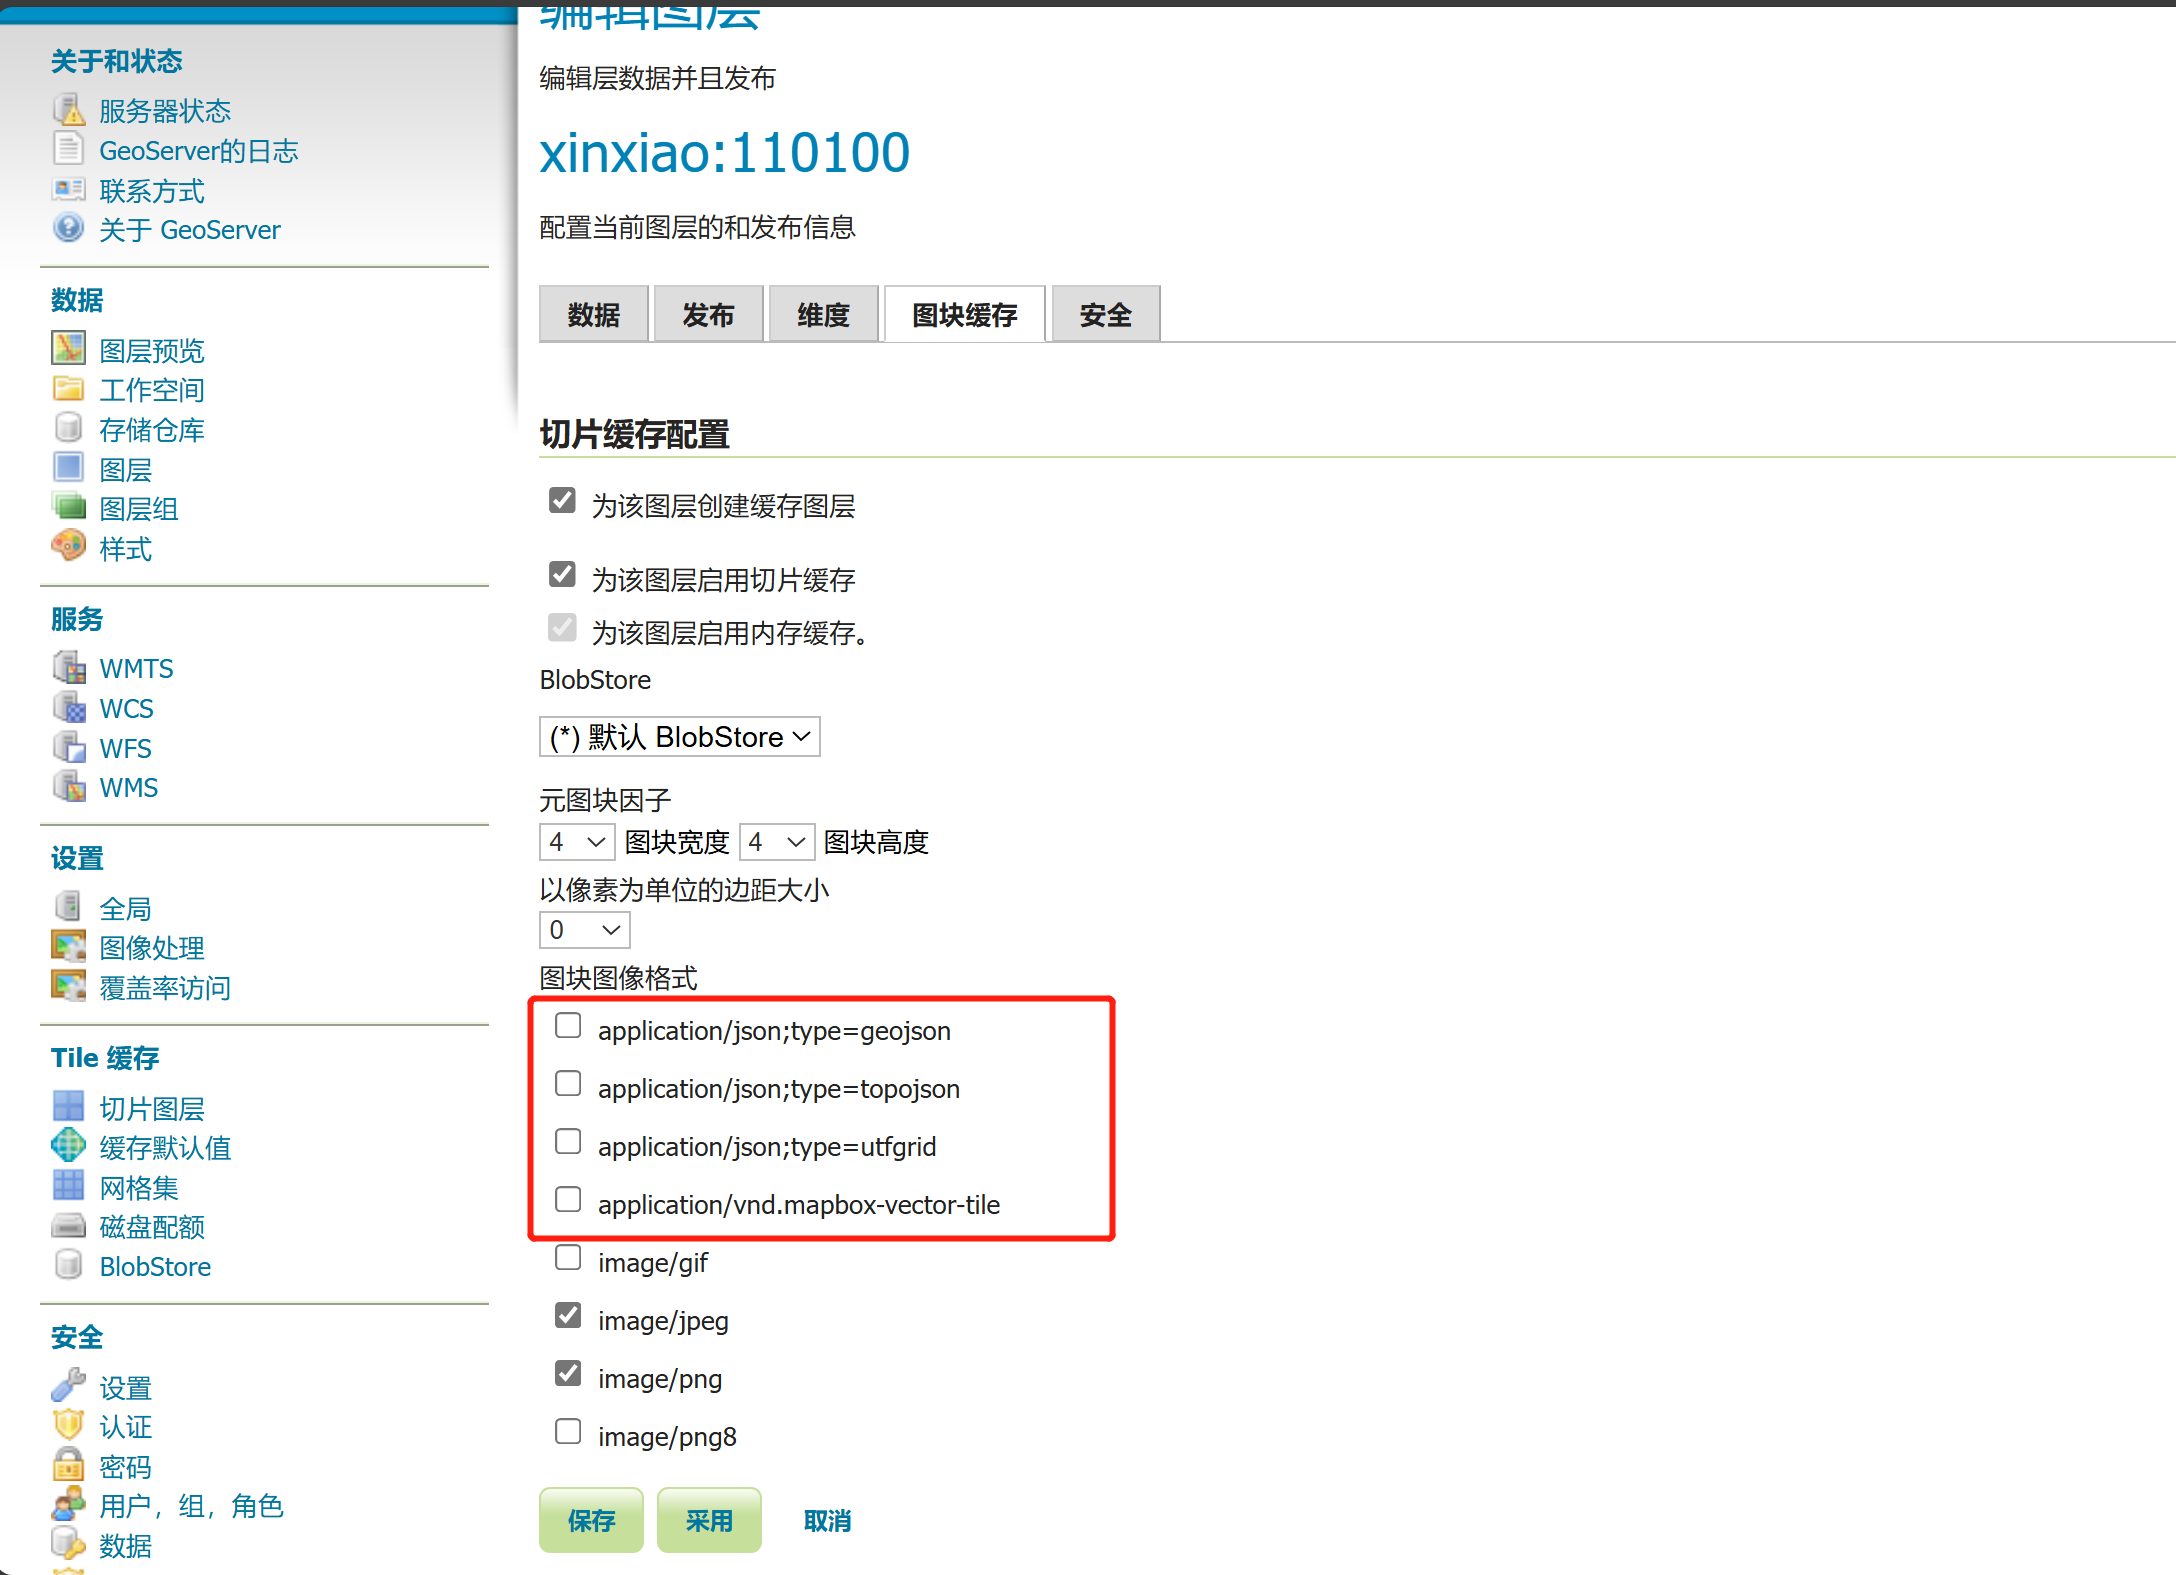 关于和状态
服务器状态
GeoServer的日志
联系方式
关于 GeoServer
数据
图层预览
工作空间
存储仓库
图层
图层组
样式
服务
WMTS
WCS
WFS
WMS
设置
全局
图像处理
覆盖率访问
Tile 缓存
切片图层
缓存默认值
网格集
磁盘配额
BlobStore
安全
设置
认证
密码
用户，组，角色
数据
编辑图层
编辑层数据并且发布
xinxiao:110100
配置当前图层的和发布信息
数据 发布 维度 图块缓存 安全
切片缓存配置
为该图层创建缓存图层
为该图层启用切片缓存
为该图层启用内存缓存。
BlobStore
(*) 默认 BlobStore
元图块因子
4 图块宽度 4 图块高度
以像素为单位的边距大小
0
图块图像格式
application/json;type=geojson
application/json;type=topojson
application/json;type=utfgrid
application/vnd.mapbox-vector-tile
image/gif
image/jpeg
image/png
image/png8
保存 采用 取消